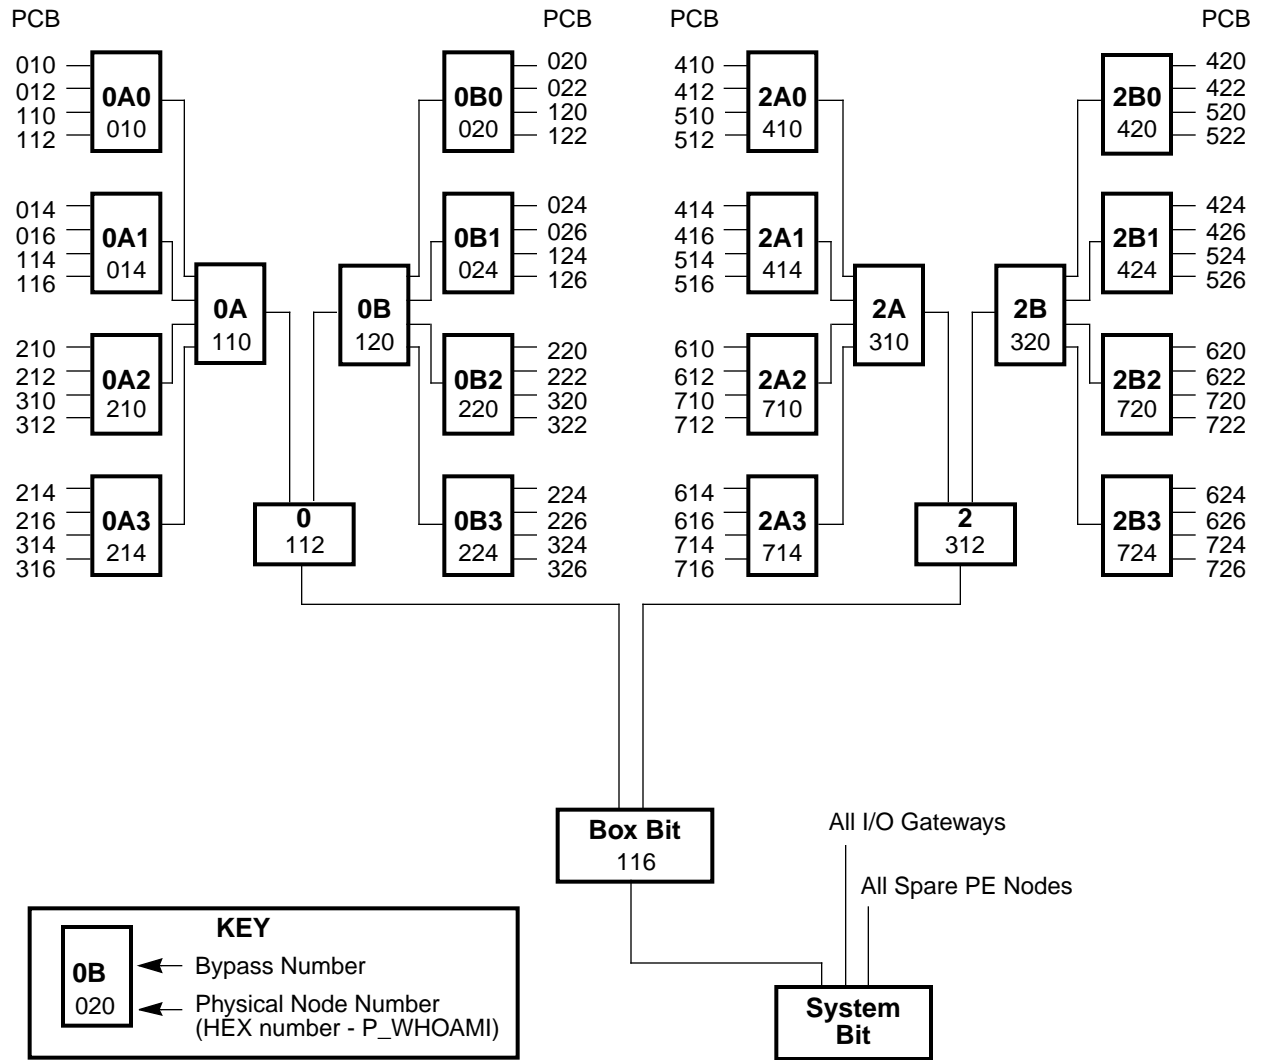 PCB
PCB
PCB
PCB
010
012
110
112
0A0
010
0B0
020
020
022
120
122
410
412
510
512
2A0
410
2B0
420
420
422
520
522
014
016
114
116
0A1
014
0B1
024
024
026
124
126
414
416
514
516
2A1
414
2B1
424
424
426
524
526
0A
110
0B
120
2A
310
2B
320
210
212
310
312
0A2
210
0B2
220
220
222
320
322
610
612
710
712
2A2
710
2B2
720
620
622
720
722
214
216
314
316
0A3
214
0
112
0B3
224
224
226
324
326
614
616
714
716
2A3
714
2
312
2B3
724
624
626
724
726
Box Bit
116
All I/O Gateways
All Spare PE Nodes
System
Bit
KEY
0B
020
Bypass Number
Physical Node Number
(HEX number - P_WHOAMI)